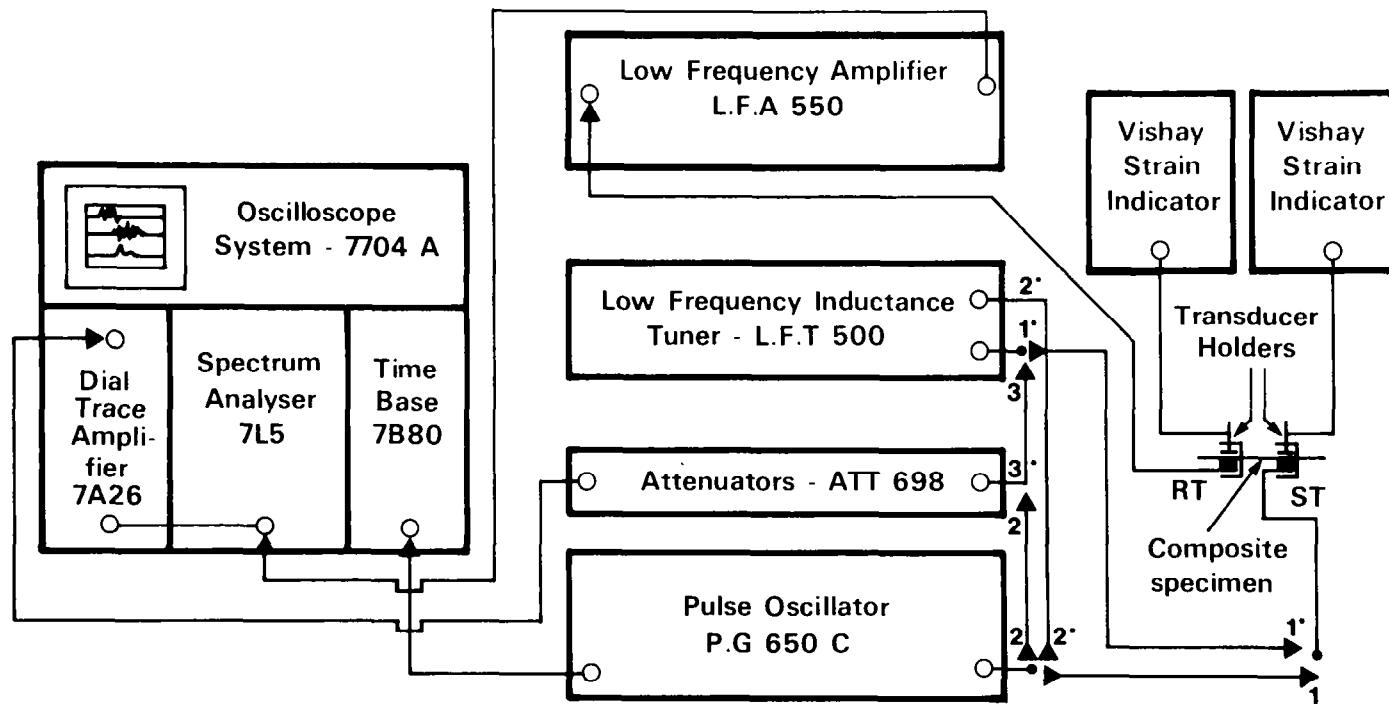 Low Frequency Amplifier
L.F.A 550
Vishay
Strain
Indicator
Vishay
Strain
Indicator
Oscilloscope
System - 7704 A
Low Frequency Inductance
Tuner - L.F.T 500
2'
1'
3
Transducer
Holders
Dial
Trace
Ampli-
fier
7A26
Spectrum
Analyser
7L5
Time
Base
7B80
Attenuators - ATT 698
3'
2
RT
ST
Composite
specimen
Pulse Oscillator
P.G 650 C
2
2'
1'
1